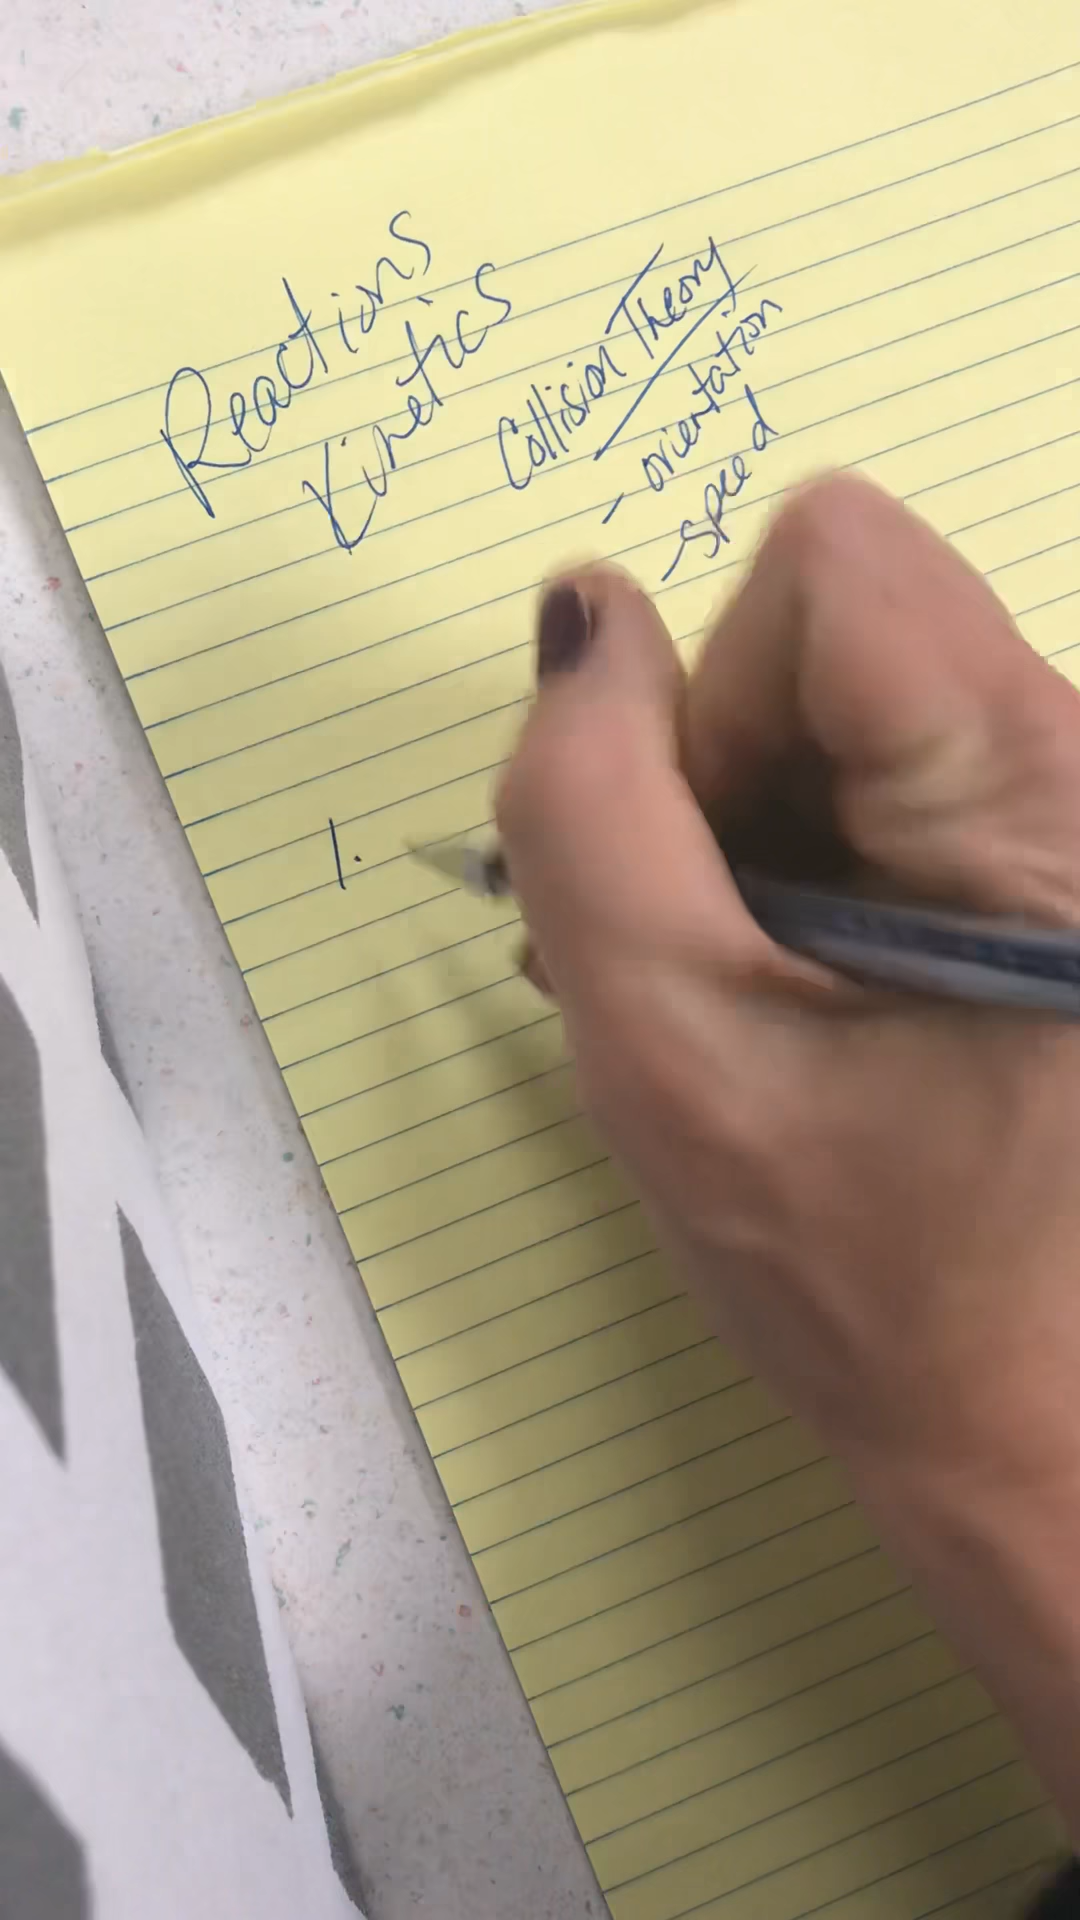 Reactions
Kinetics
Collision Theory
- orientation
- speed
1.